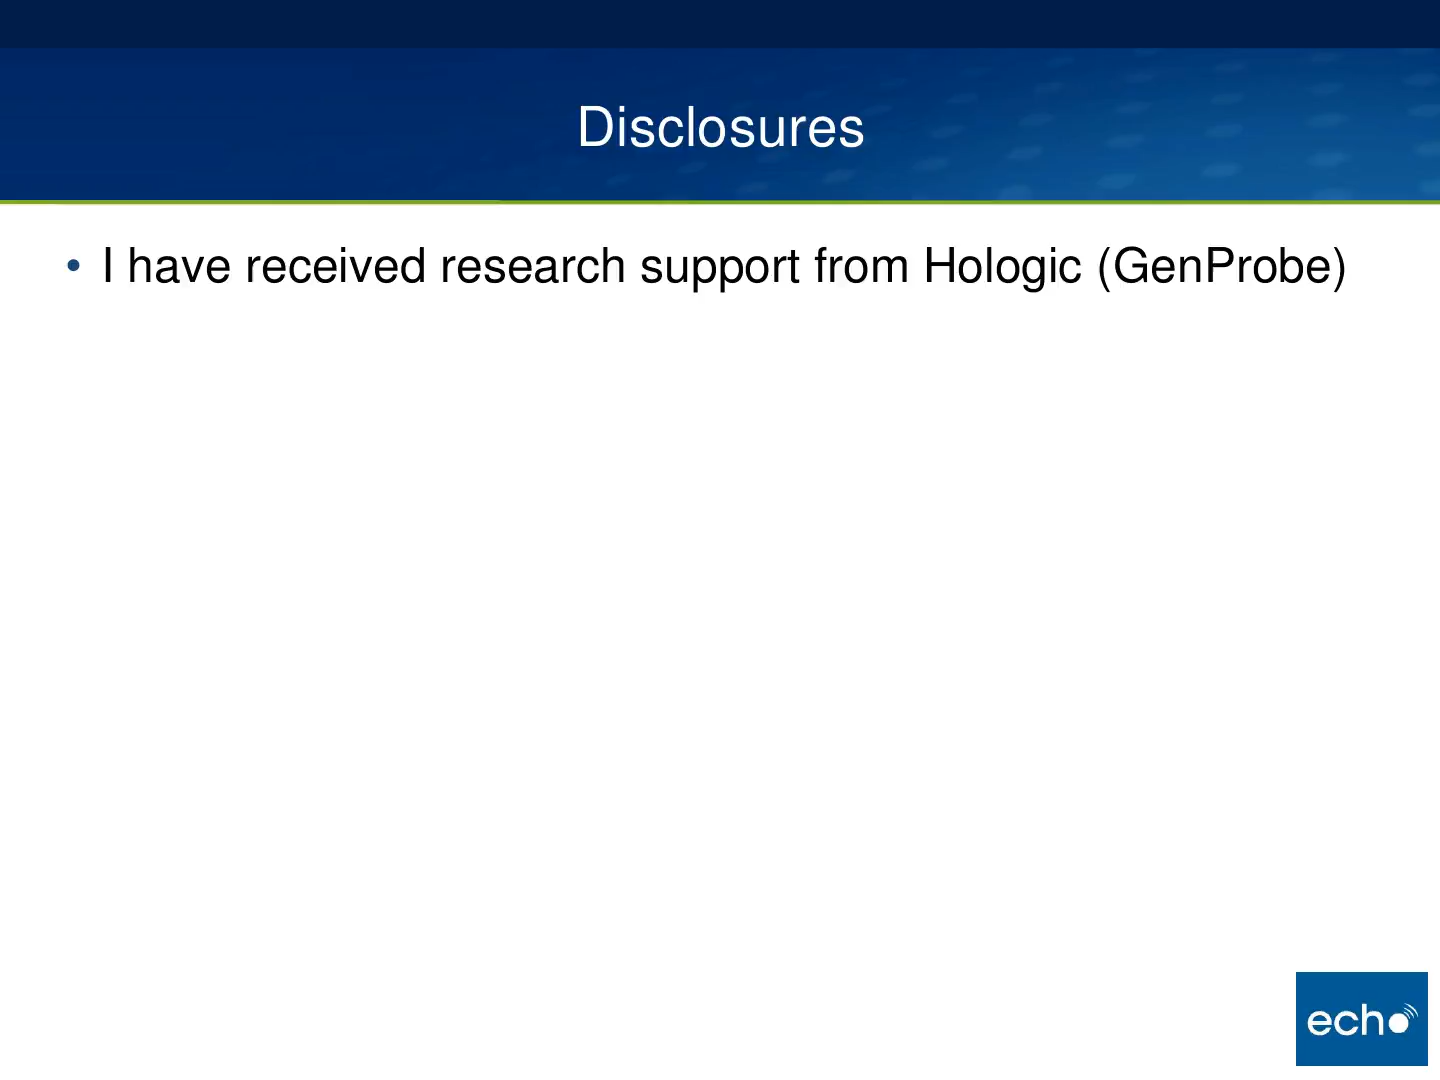 Disclosures
• I have received research support from Hologic (GenProbe)
echo